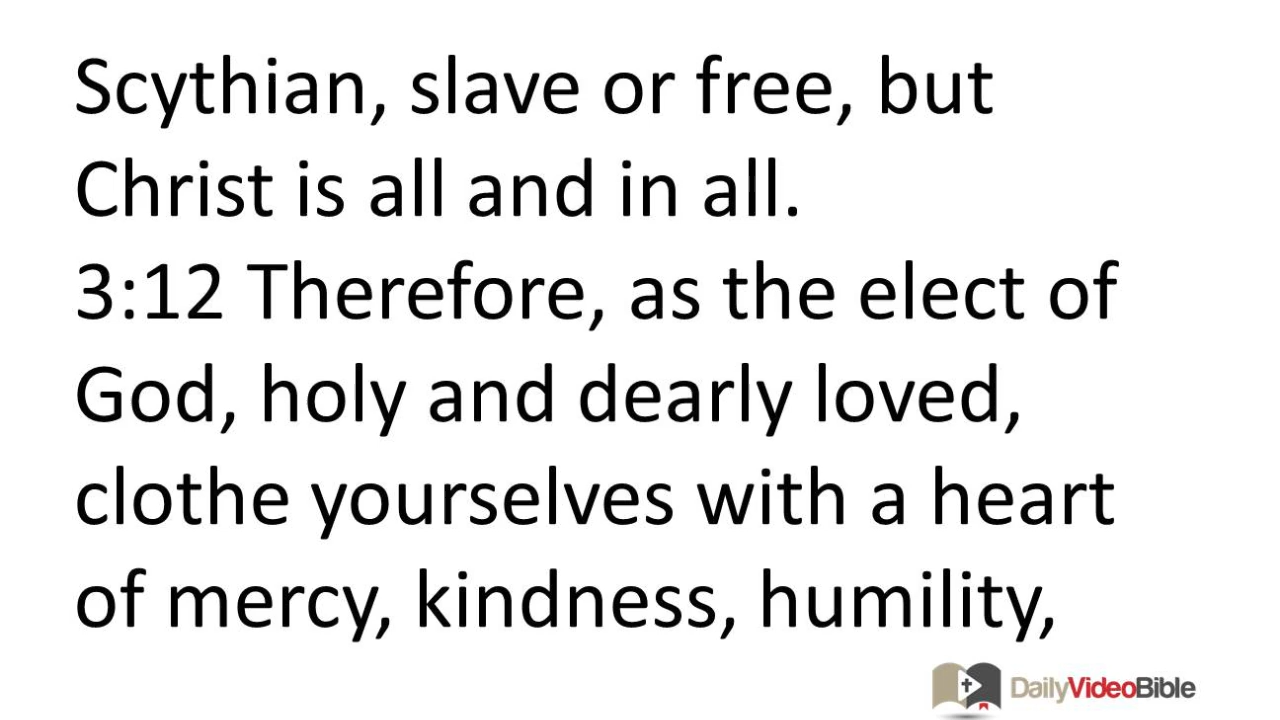 Scythian, slave or free, but
Christ is all and in all.
3:12 Therefore, as the elect of
God, holy and dearly loved,
clothe yourselves with a heart
of mercy, kindness, humility,
DailyVideoBible